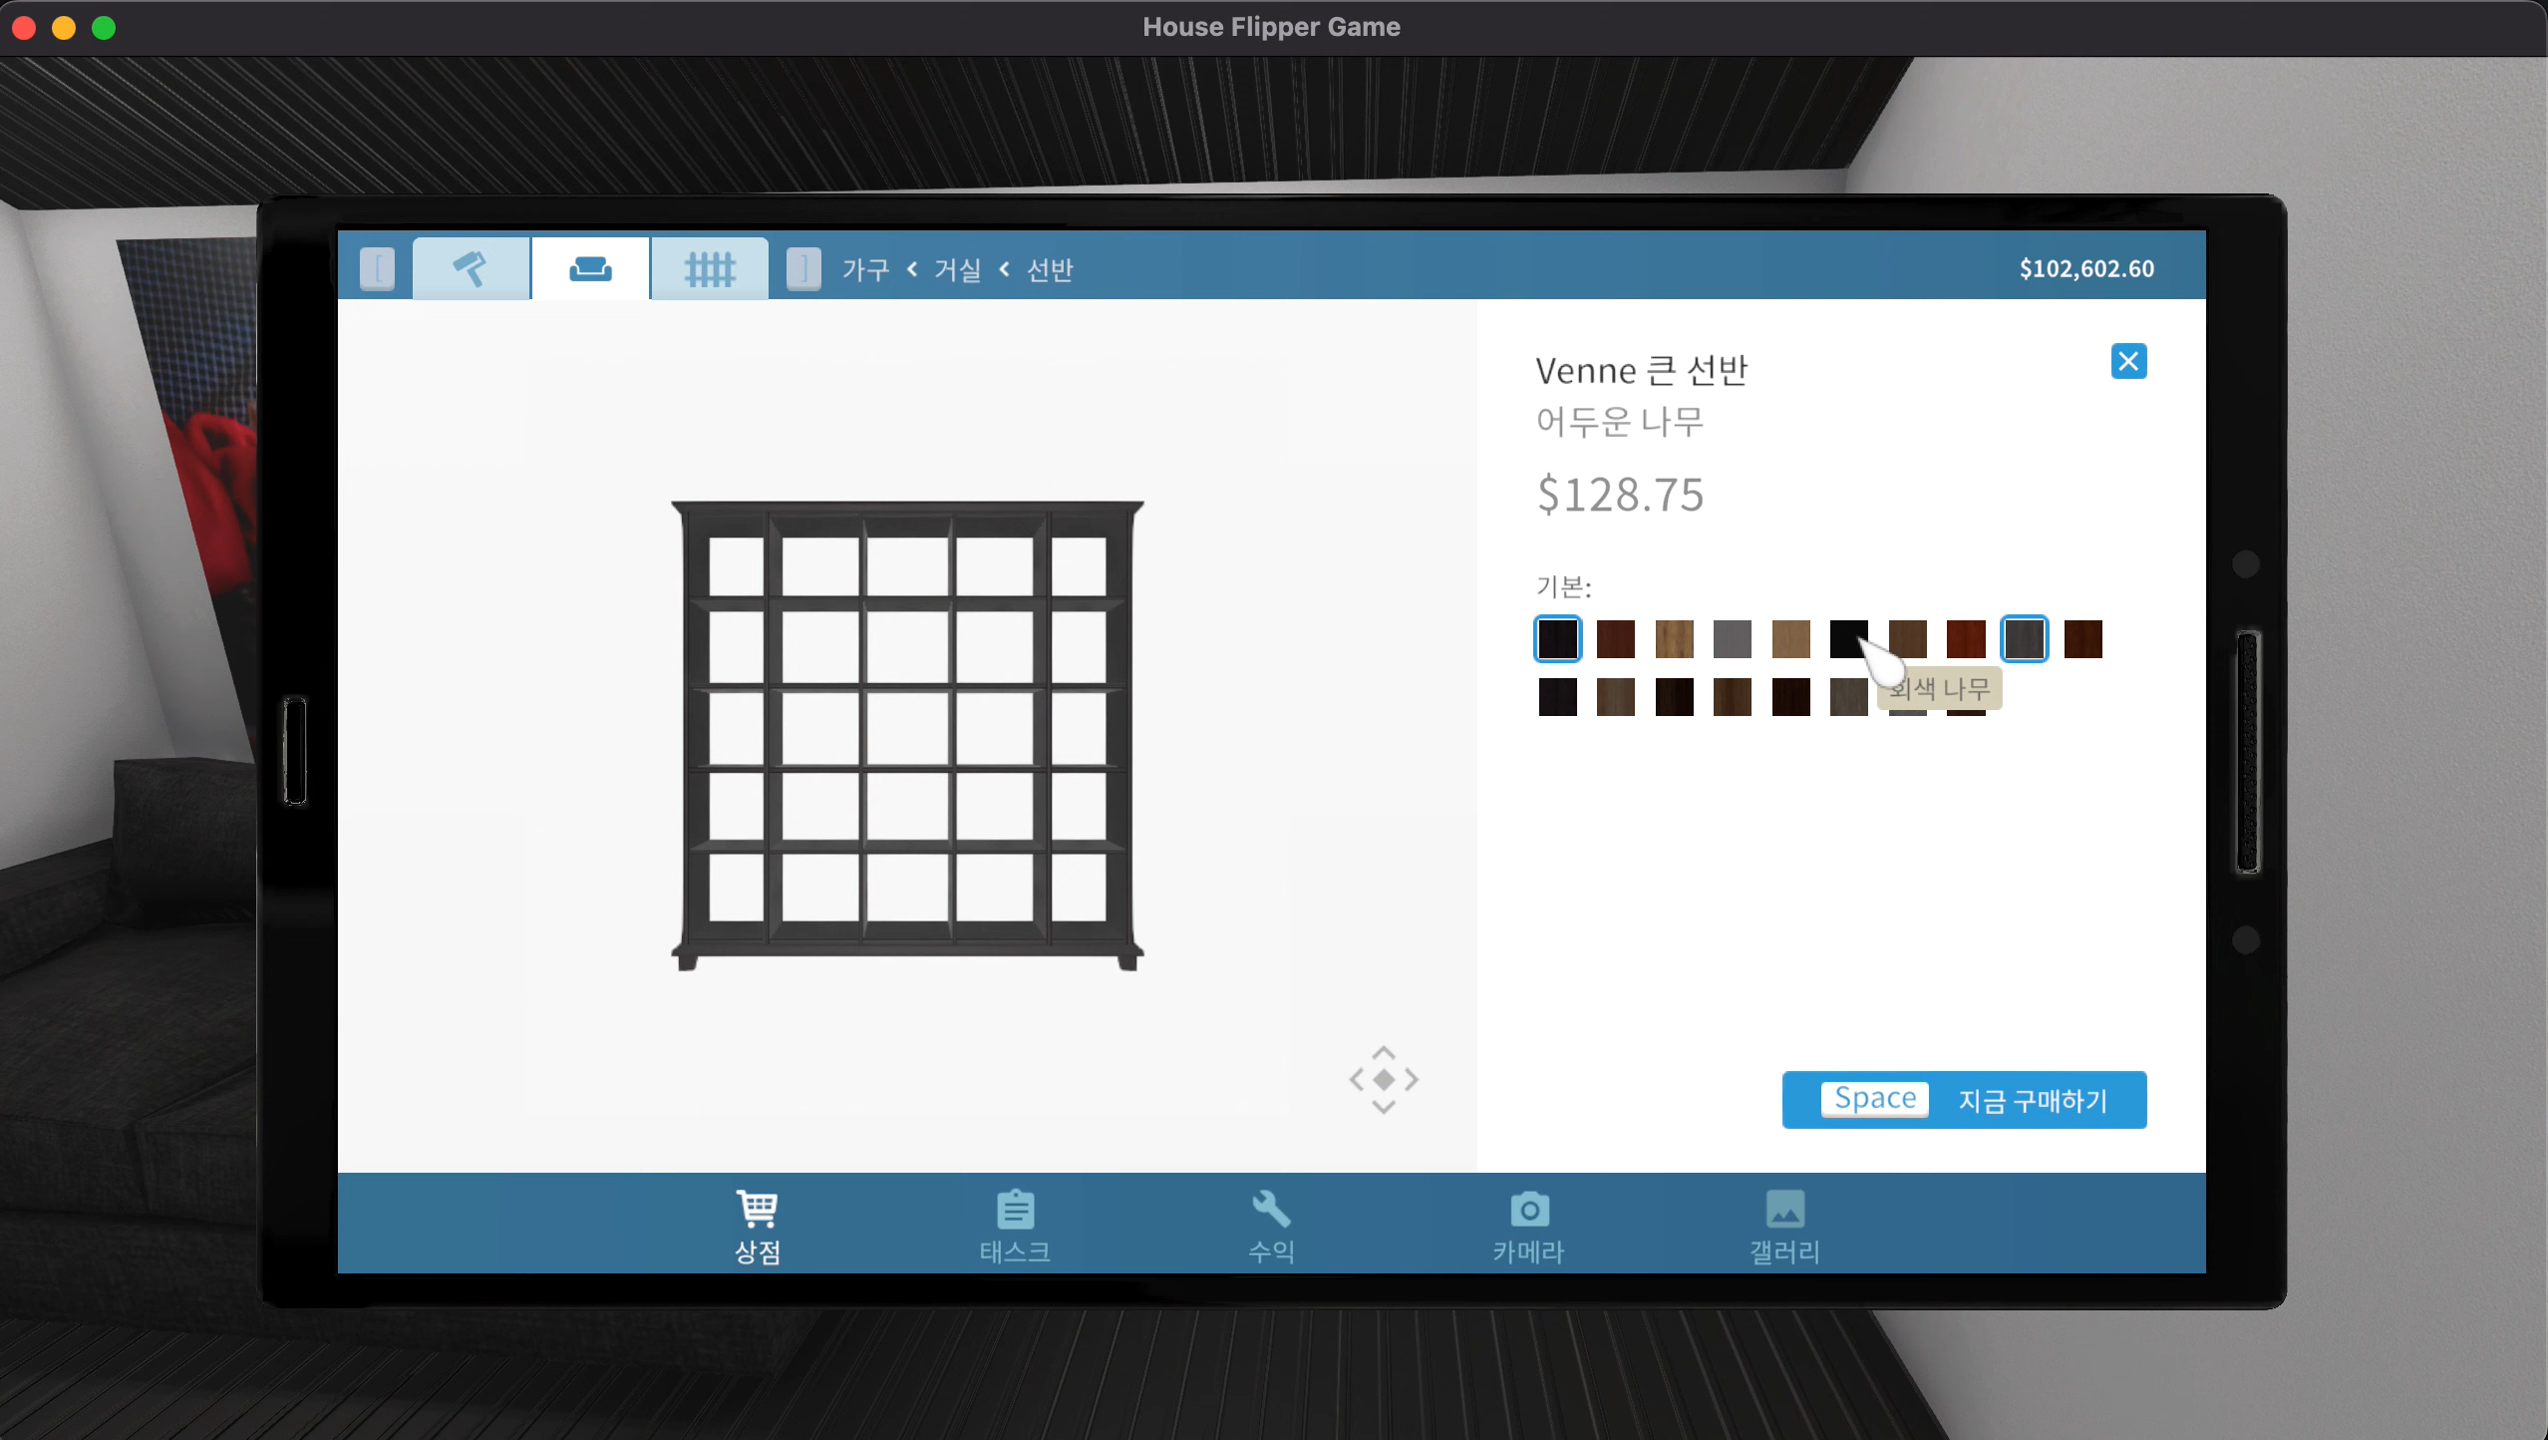 House Flipper Game
[ ] 가구 < 거실 < 선반 $102,602.60
Venne 큰 선반
어두운 나무
$128.75
기본:
회색 나무
Space 지금 구매하기
상점 태스크 수익 카메라 갤러리